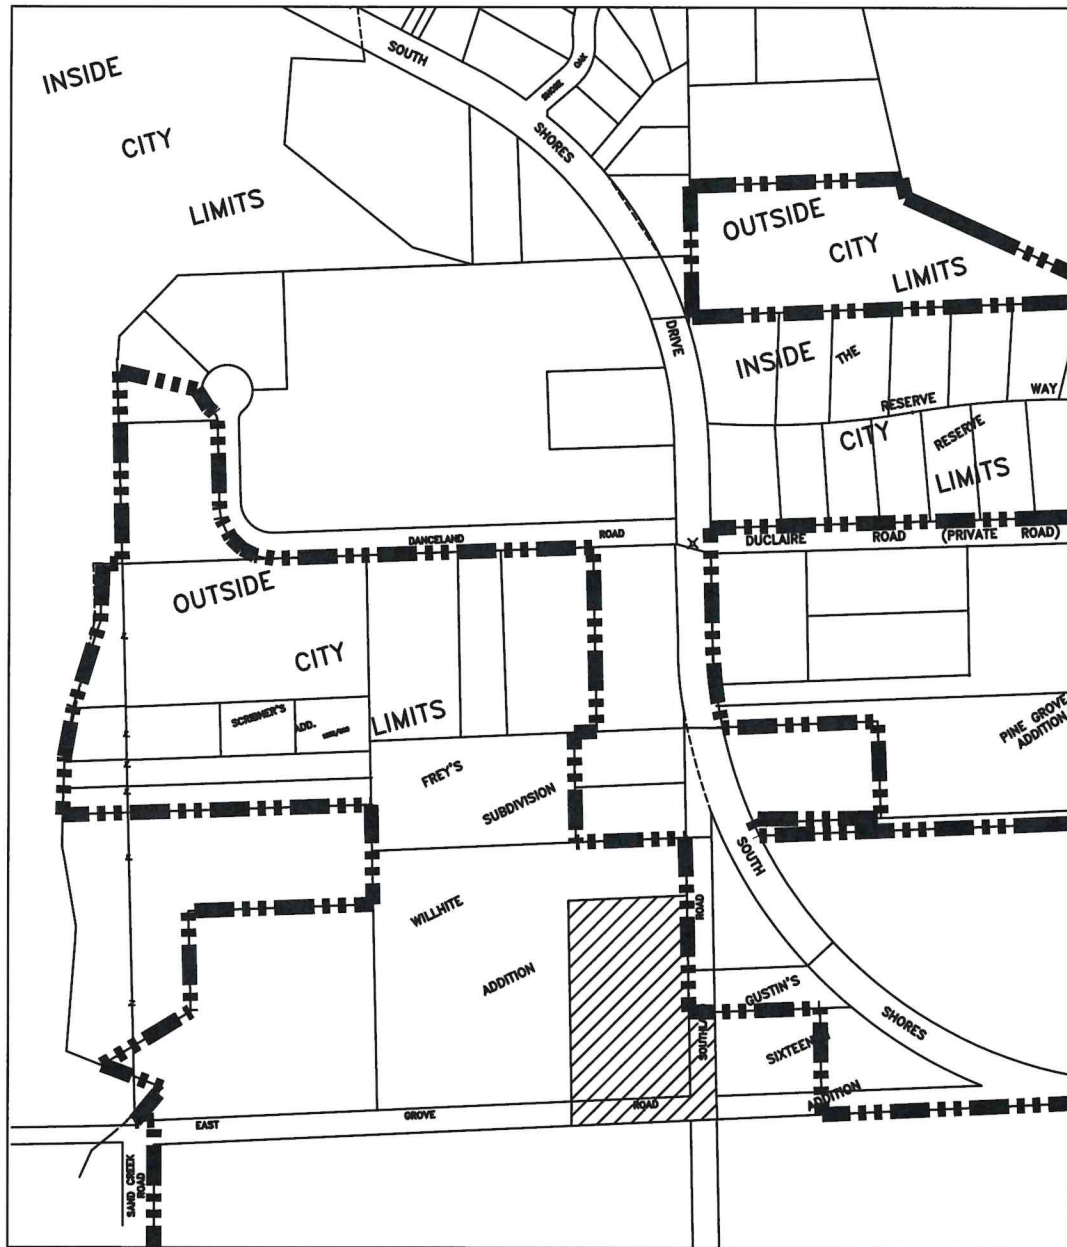 SOUTH
SHORES
DRIVE
SHORE OAK
INSIDE
CITY
LIMITS
OUTSIDE
CITY
LIMITS
INSIDE
CITY
LIMITS
THE
RESERVE
WAY
RESERVE
DANCELAND ROAD
DUCLAIRE ROAD (PRIVATE ROAD)
OUTSIDE
CITY
LIMITS
SCRIBNER'S
ADD.
FREY'S
SUBDIVISION
PINE GROVE
ADDITION
WILLHITE
ADDITION
SOUTH
SHORES
ROAD
GUSTIN'S
ADDITION
EAST GROVE ROAD
SAND CREEK
ROAD